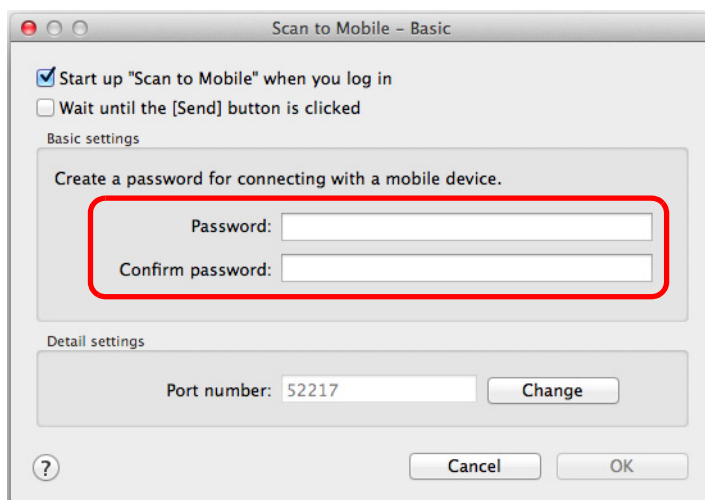 Scan to Mobile – Basic
Start up "Scan to Mobile" when you log in
Wait until the [Send] button is clicked
Basic settings
Create a password for connecting with a mobile device.
Password:
Confirm password:
Detail settings
Port number: 52217 Change
? Cancel OK